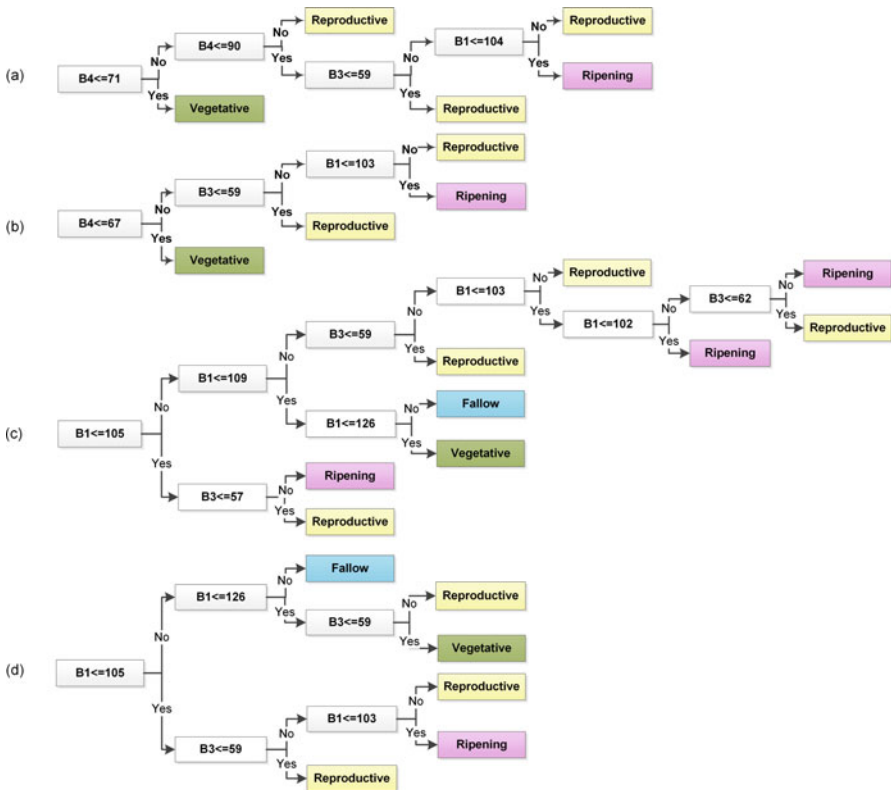 Reproductive
No
B4<=90
Yes
No
B1<=104
No
Reproductive
(a)
B4<=71
No
Yes
B3<=59
Yes
Ripening
Yes
Vegetative
Reproductive
No
Reproductive
No
B1<=103
Yes
No
B3<=59
Yes
Ripening
(b)
B4<=67
Yes
Reproductive
Vegetative
No
B1<=103
No
Reproductive
No
B3<=62
No
Ripening
Yes
No
B3<=59
Yes
B1<=102
Yes
Reproductive
Yes
Ripening
Reproductive
No
B1<=109
Yes
No
Fallow
(c)
B1<=105
B1<=126
Yes
Vegetative
Yes
B3<=57
No
Ripening
Yes
Reproductive
No
B1<=126
No
Fallow
Yes
B3<=59
No
Reproductive
Yes
Vegetative
(d)
B1<=105
Yes
B3<=59
No
B1<=103
No
Reproductive
Yes
Ripening
Yes
Reproductive